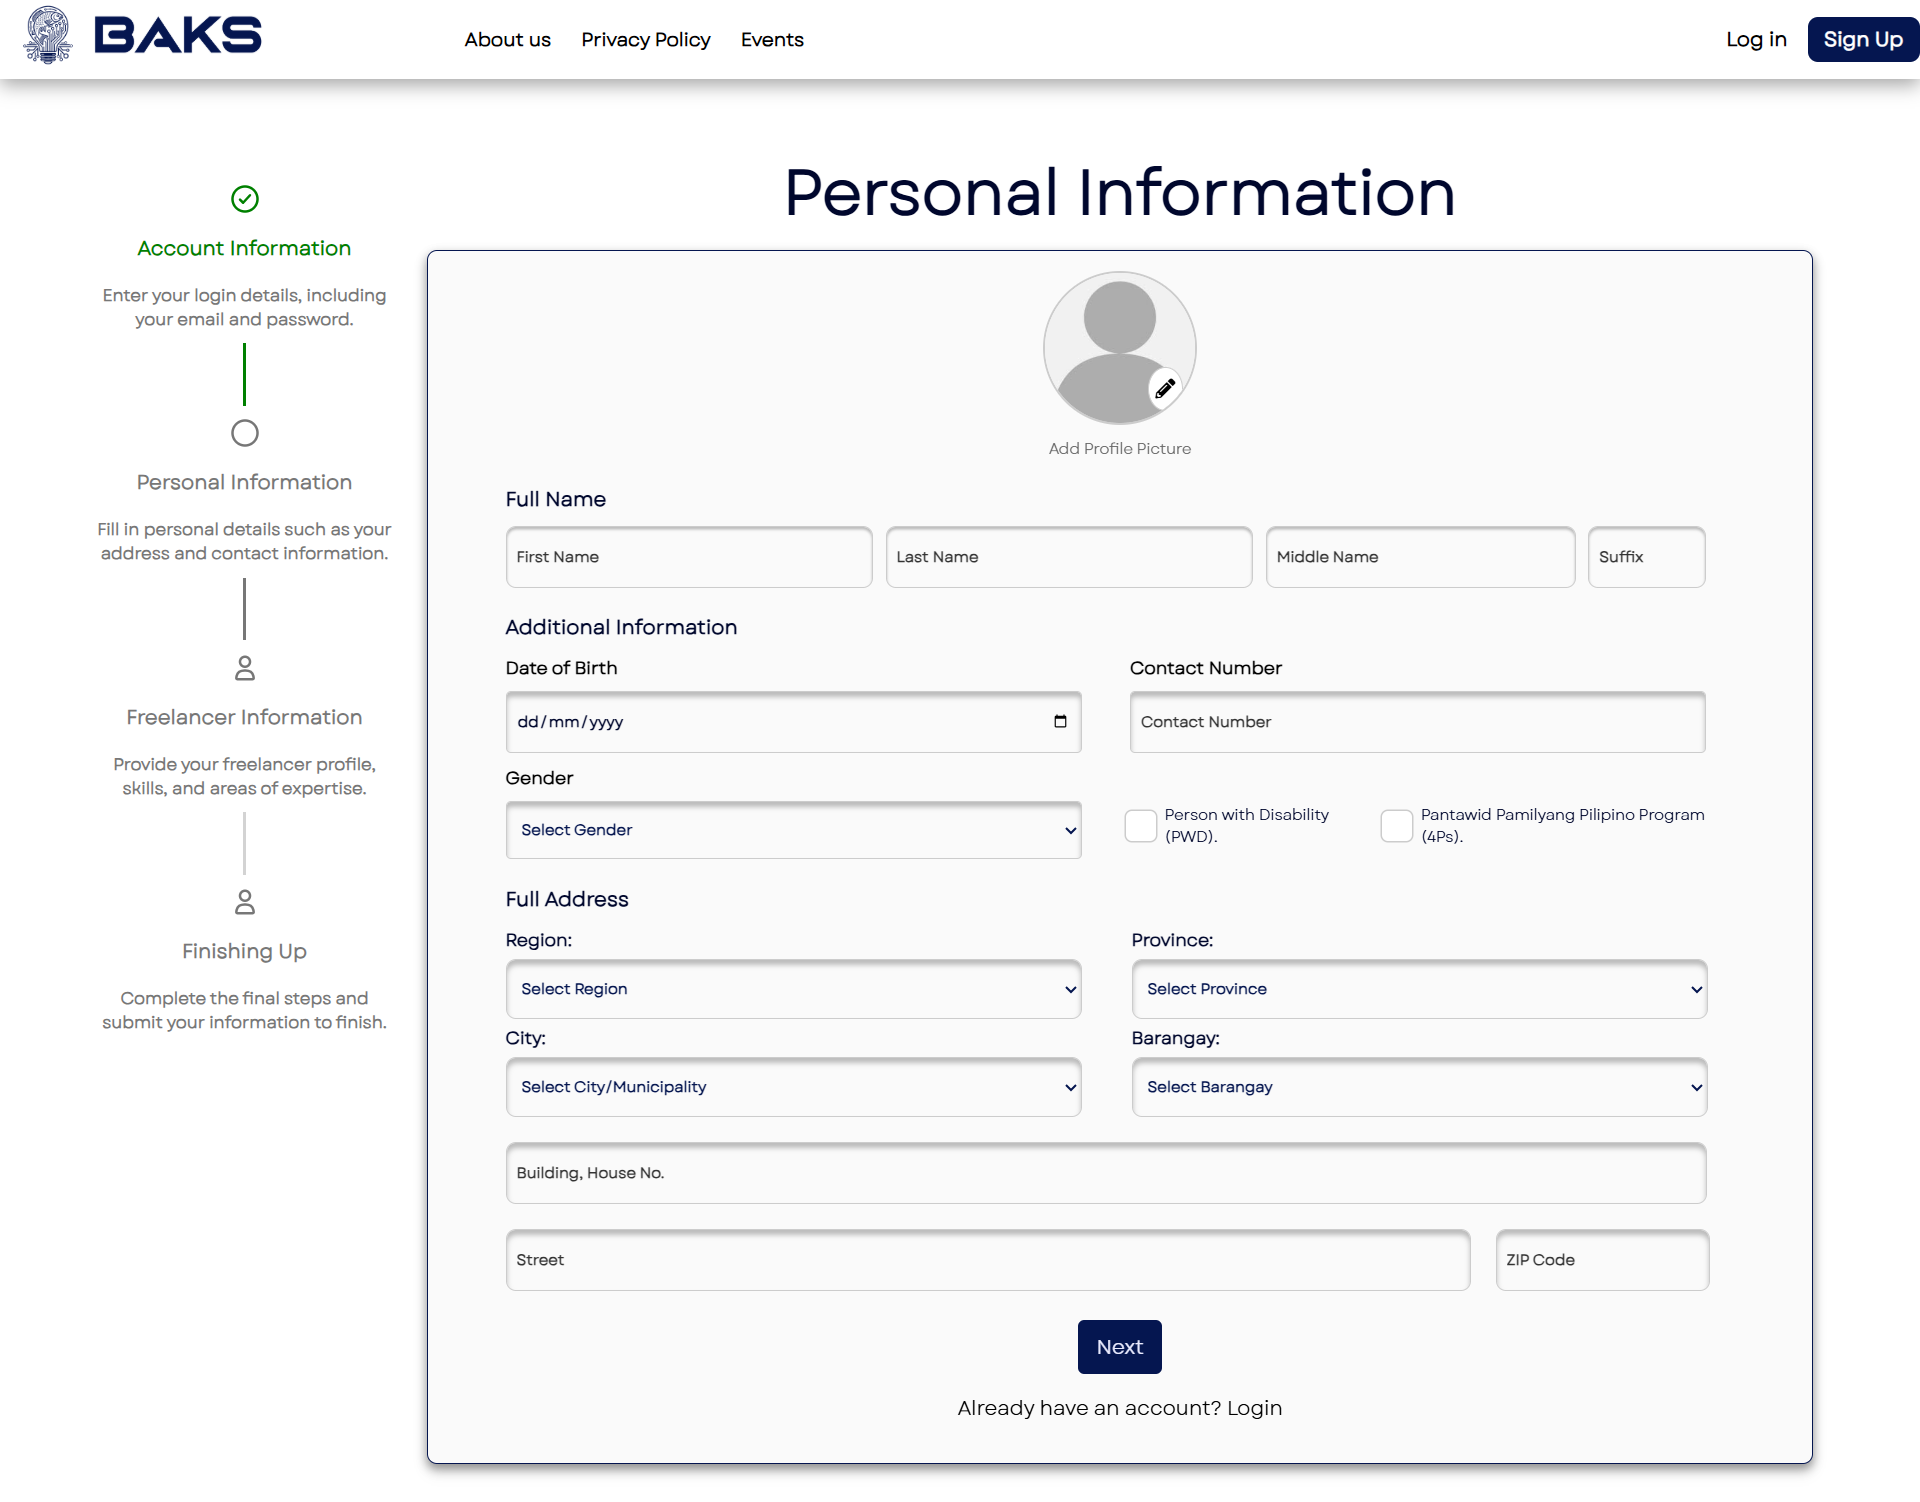 BAKS
About us
Privacy Policy
Events
Log in
Sign Up
Account Information
Enter your login details, including
your email and password.
Personal Information
Fill in personal details such as your
address and contact information.
Freelancer Information
Provide your freelancer profile,
skills, and areas of expertise.
Finishing Up
Complete the final steps and
submit your information to finish.
Personal Information
Add Profile Picture
Full Name
First Name
Last Name
Middle Name
Suffix
Additional Information
Date of Birth
Contact Number
dd/mm/yyyy
Contact Number
Gender
Select Gender
Person with Disability
(PWD).
Pantawid Pamilyang Pilipino Program
(4Ps).
Full Address
Region:
Province:
Select Region
Select Province
City:
Barangay:
Select City/Municipality
Select Barangay
Building, House No.
Street
ZIP Code
Next
Already have an account? Login